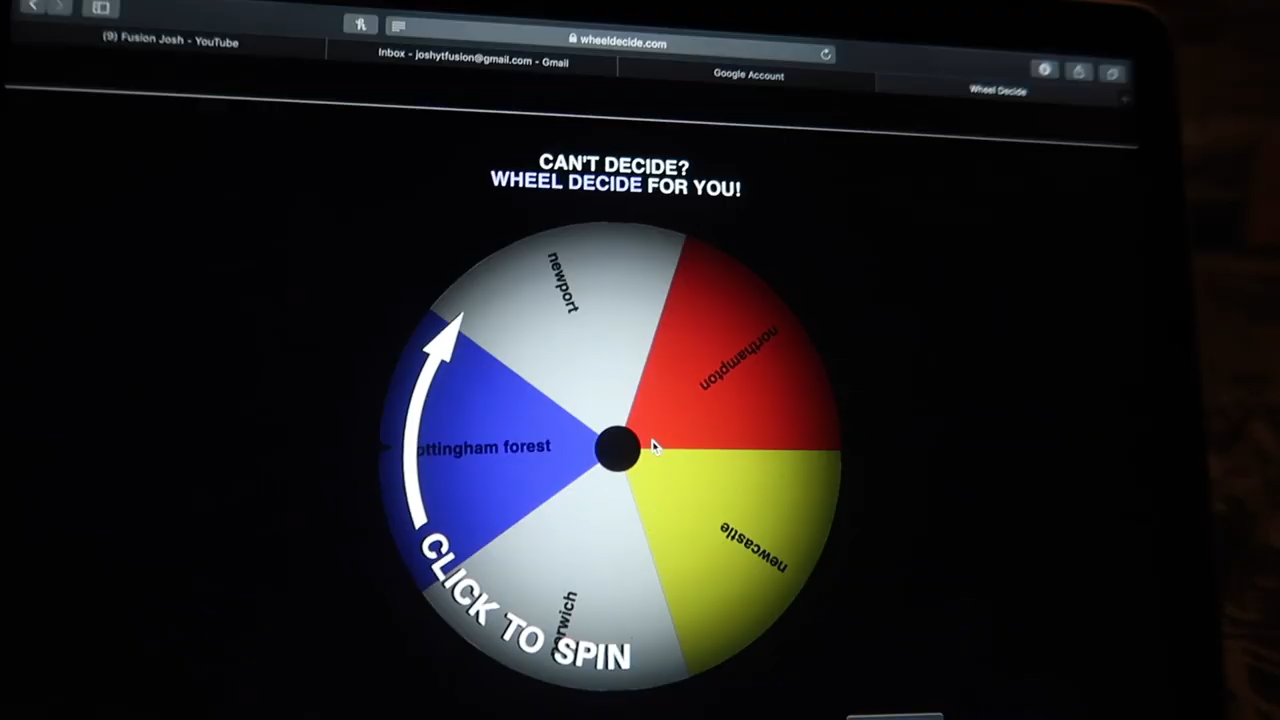 wheeldecide.com
(9) Fusion Josh - YouTube
Inbox - joshytfusion@gmail.com - Gmail
Google Account
Wheel Decide
CAN'T DECIDE?
WHEEL DECIDE FOR YOU!
newport
northampton
ottingham forest
newcastle
rwich
CLICK TO SPIN